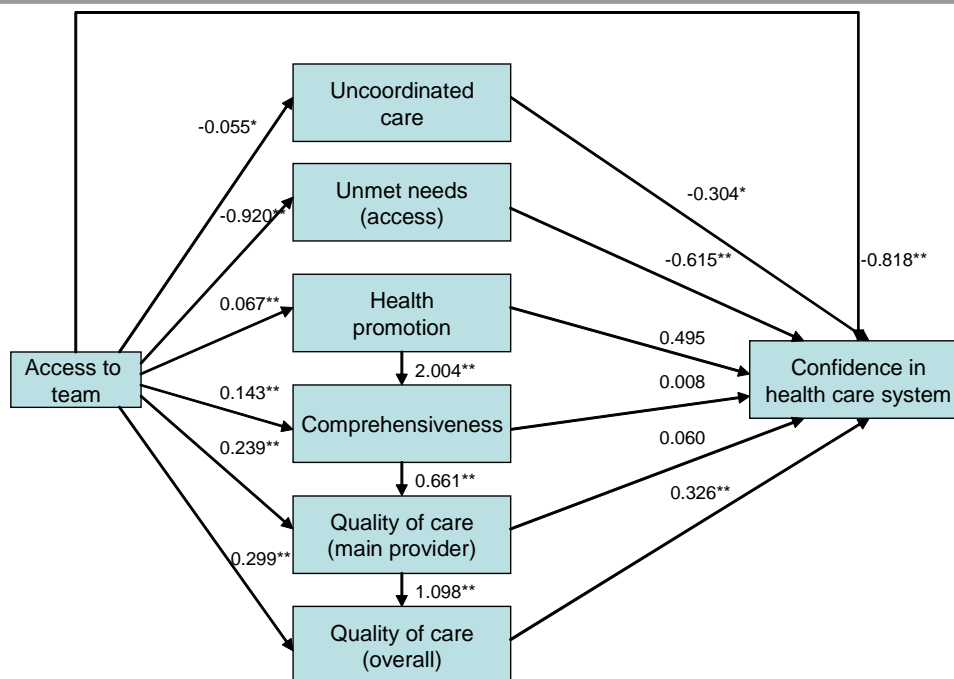 Uncoordinated
care
-0.055*
-0.304*
Unmet needs
(access)
-0.920**
-0.615**
-0.818**
Health
promotion
0.067**
0.495
2.004**
Access to
team
Confidence in
health care system
0.143**
0.008
Comprehensiveness
0.239**
0.060
0.661**
0.326**
Quality of care
(main provider)
0.299**
1.098**
Quality of care
(overall)